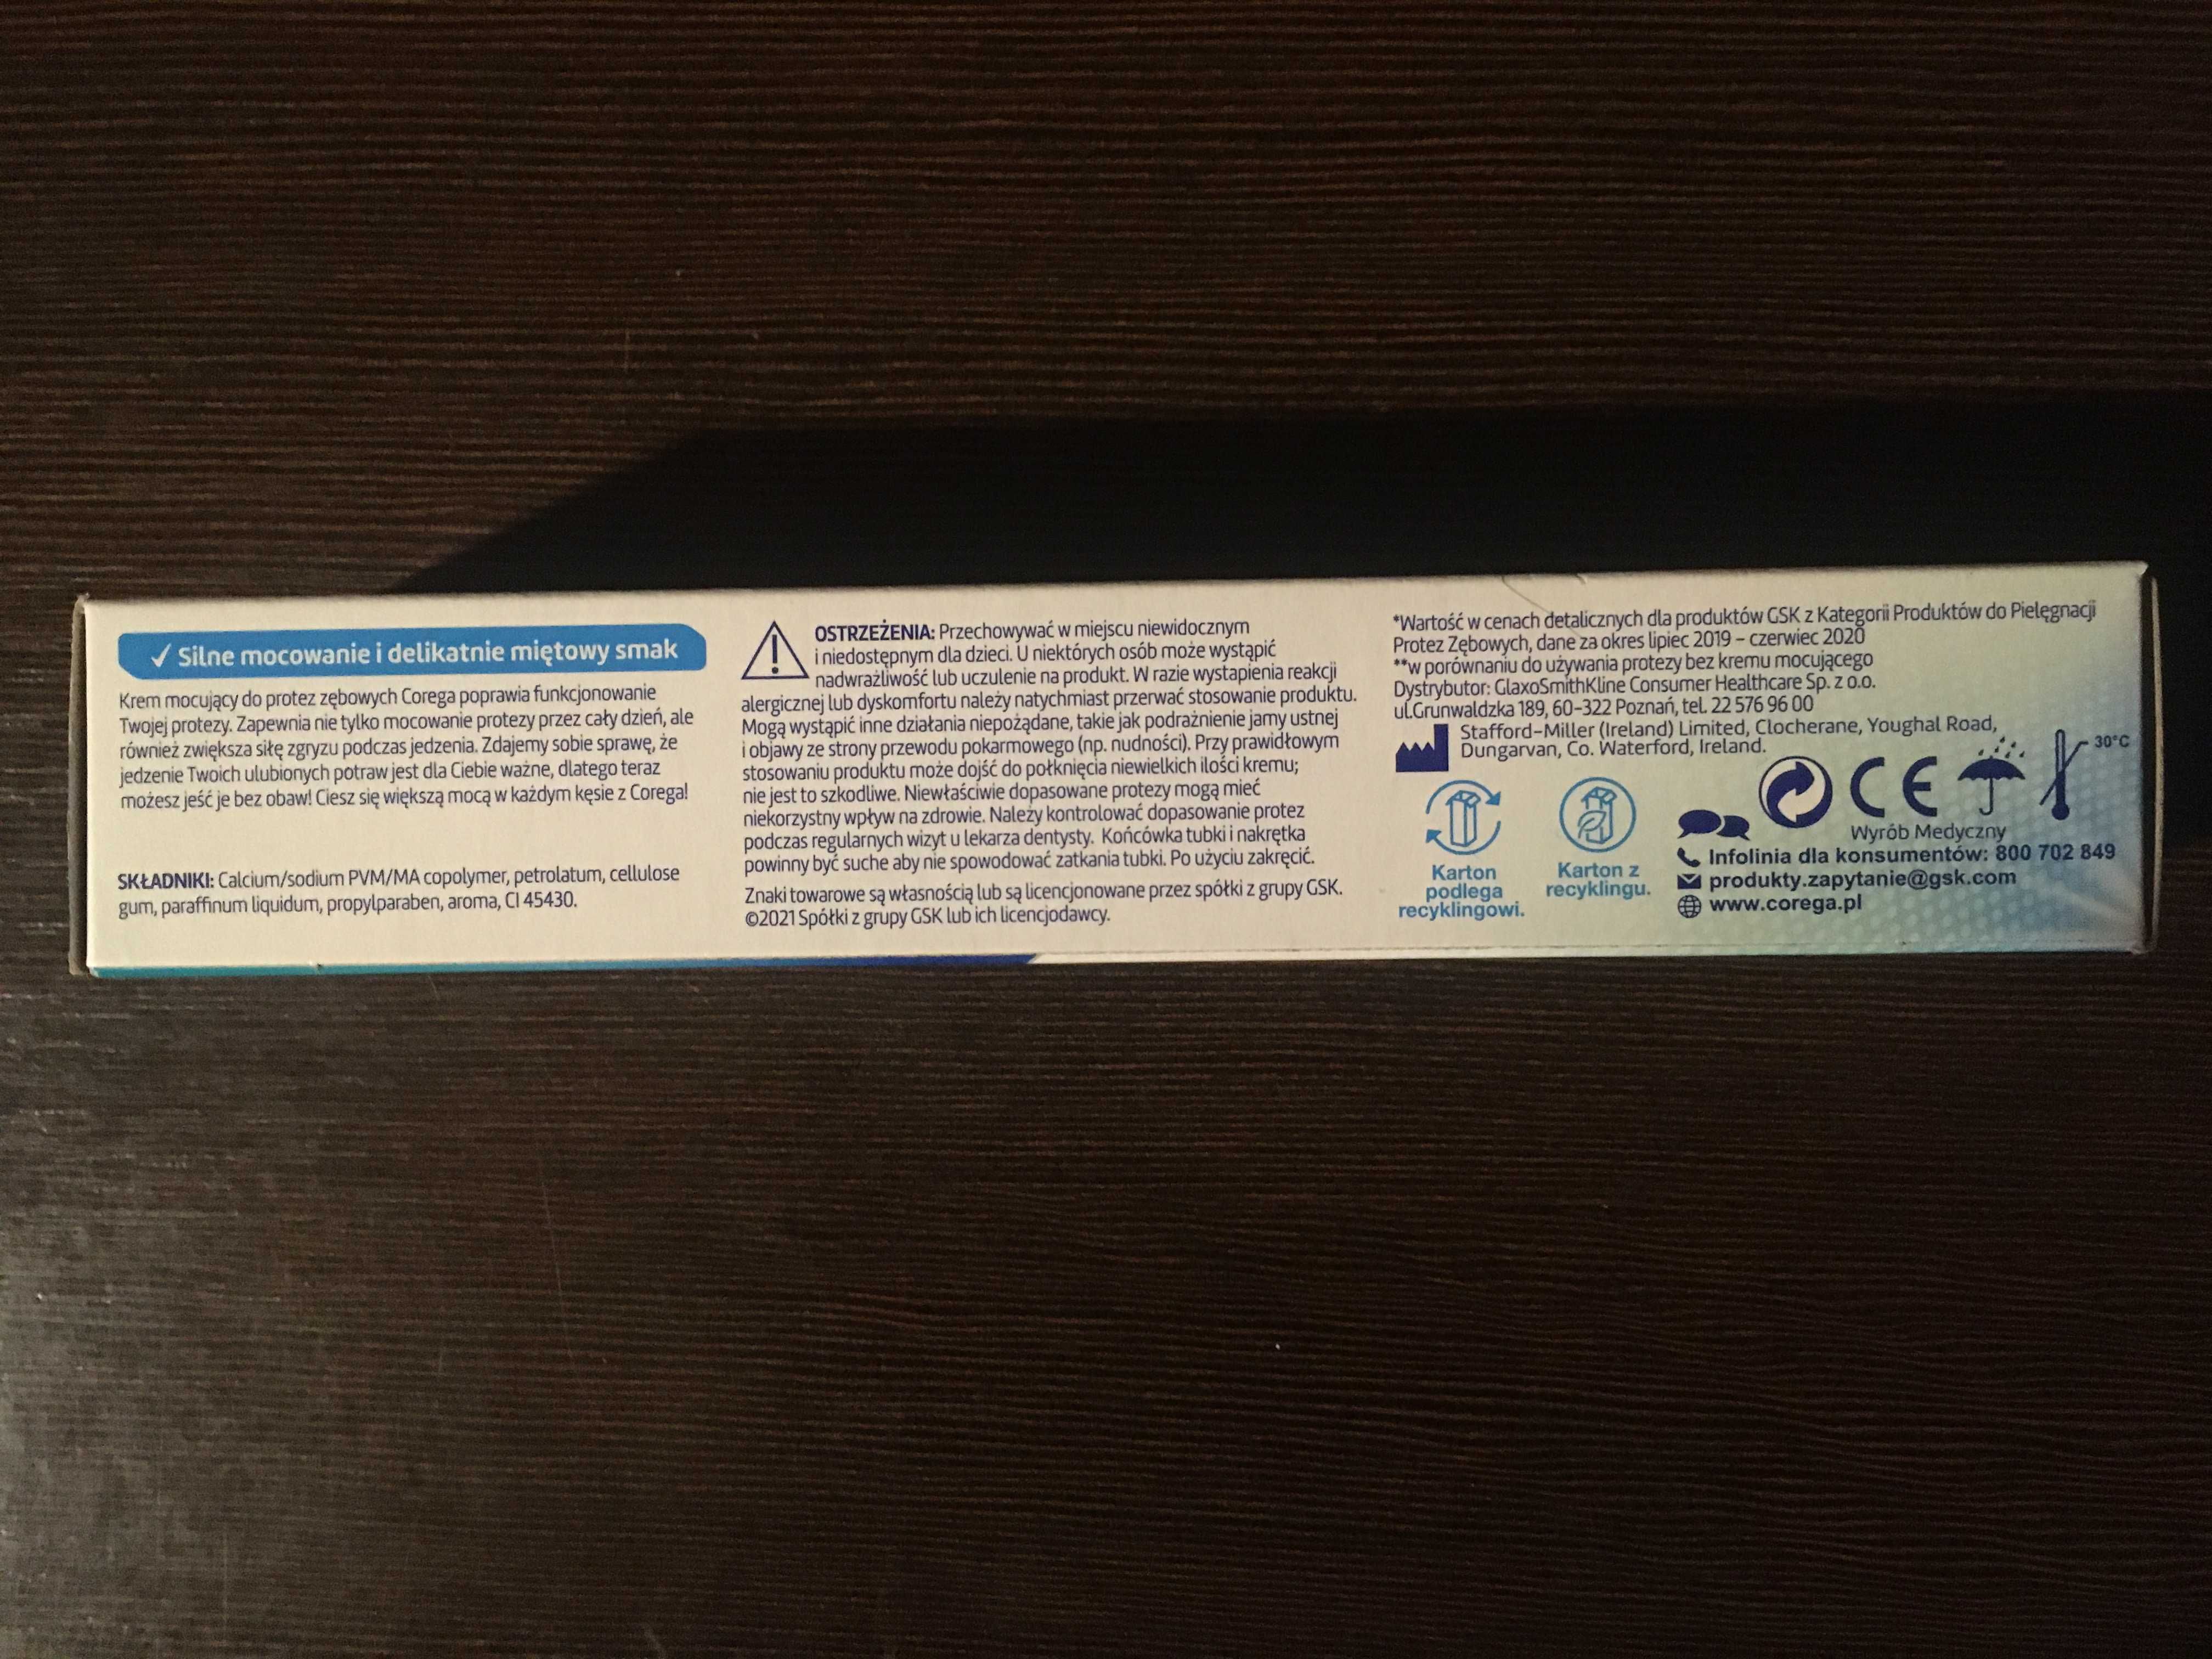 ✓ Silne mocowanie i delikatnie miętowy smak
Krem mocujący do protez zębowych Corega poprawia funkcjonowanie
Twojej protezy. Zapewnia nie tylko mocowanie protezy przez cały dzień, ale
również zwiększa siłę zgryzu podczas jedzenia. Zdajemy sobie sprawę, że
jedzenie Twoich ulubionych potraw jest dla Ciebie ważne, dlatego teraz
możesz jeść je bez obaw! Ciesz się większą mocą w każdym kęsie z Corega!
SKŁADNIKI: Calcium/sodium PVM/MA copolymer, petrolatum, cellulose
gum, paraffinum liquidum, propylparaben, aroma, CI 45430.
OSTRZEŻENIA: Przechowywać w miejscu niewidocznym
i niedostępnym dla dzieci. U niektórych osób może wystąpić
nadwrażliwość lub uczulenie na produkt. W razie wystąpienia reakcji
alergicznej lub dyskomfortu należy natychmiast przerwać stosowanie produktu.
Mogą wystąpić inne działania niepożądane, takie jak podrażnienie jamy ustnej
i objawy ze strony przewodu pokarmowego (np. nudności). Przy prawidłowym
stosowaniu produktu może dojść do połknięcia niewielkich ilości kremu;
nie jest to szkodliwe. Niewłaściwie dopasowane protezy mogą mieć
niekorzystny wpływ na zdrowie. Należy kontrolować dopasowanie protez
podczas regularnych wizyt u lekarza dentysty. Końcówka tubki i nakrętka
powinny być suche aby nie spowodować zatkania tubki. Po użyciu zakręcić.
Znaki towarowe są własnością lub są licencjonowane przez spółki z grupy GSK.
©2021 Spółki z grupy GSK lub ich licencjodawcy.
*Wartość w cenach detalicznych dla produktów GSK z Kategorii Produktów do Pielęgnacji
Protez Zębowych, dane za okres lipiec 2019 – czerwiec 2020
**w porównaniu do używania protezy bez kremu mocującego
Dystrybutor: GlaxoSmithKline Consumer Healthcare Sp. z o.o.
ul.Grunwaldzka 189, 60-322 Poznań, tel. 22 576 96 00
Stafford-Miller (Ireland) Limited, Clocherane, Youghal Road,
Dungarvan, Co. Waterford, Ireland.
30°C
CE
Wyrób Medyczny
Karton
podlega
recyklingowi.
Karton z
recyklingu.
Infolinia dla konsumentów: 800 702 849
produkty.zapytanie@gsk.com
www.corega.pl